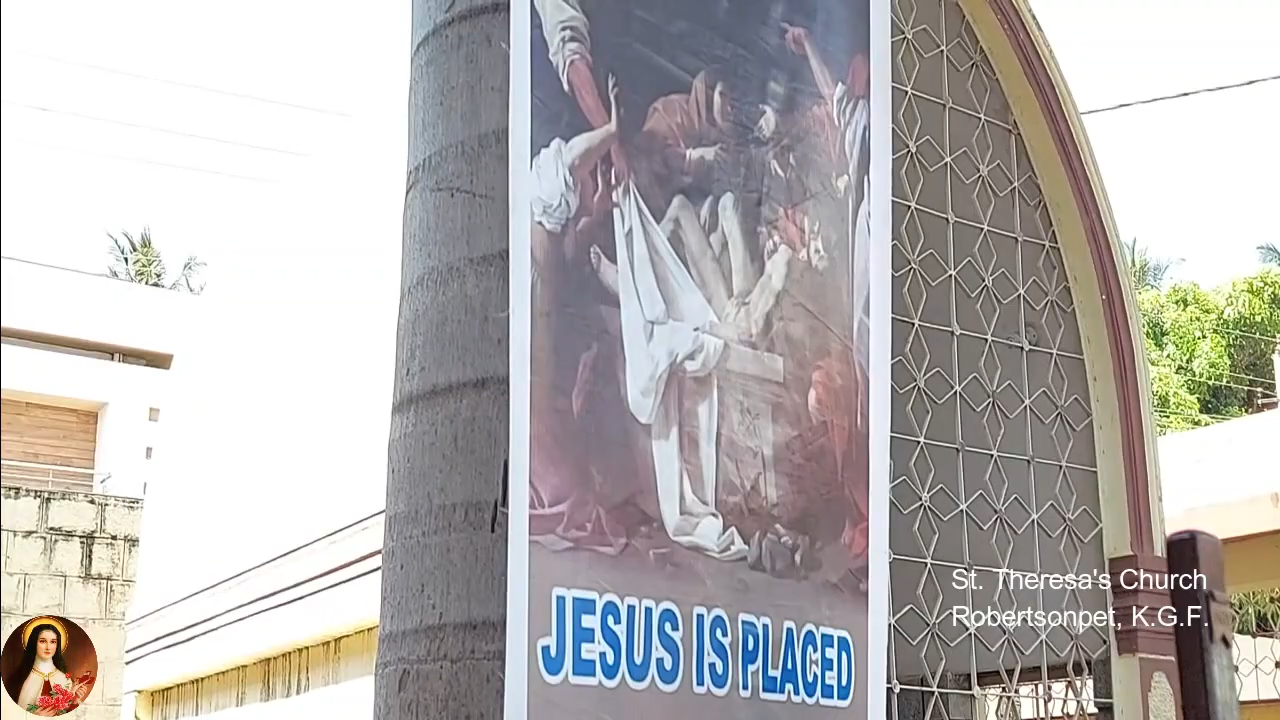 JESUS IS PLACED
St. Theresa's Church
Robertsonpet, K.G.F.